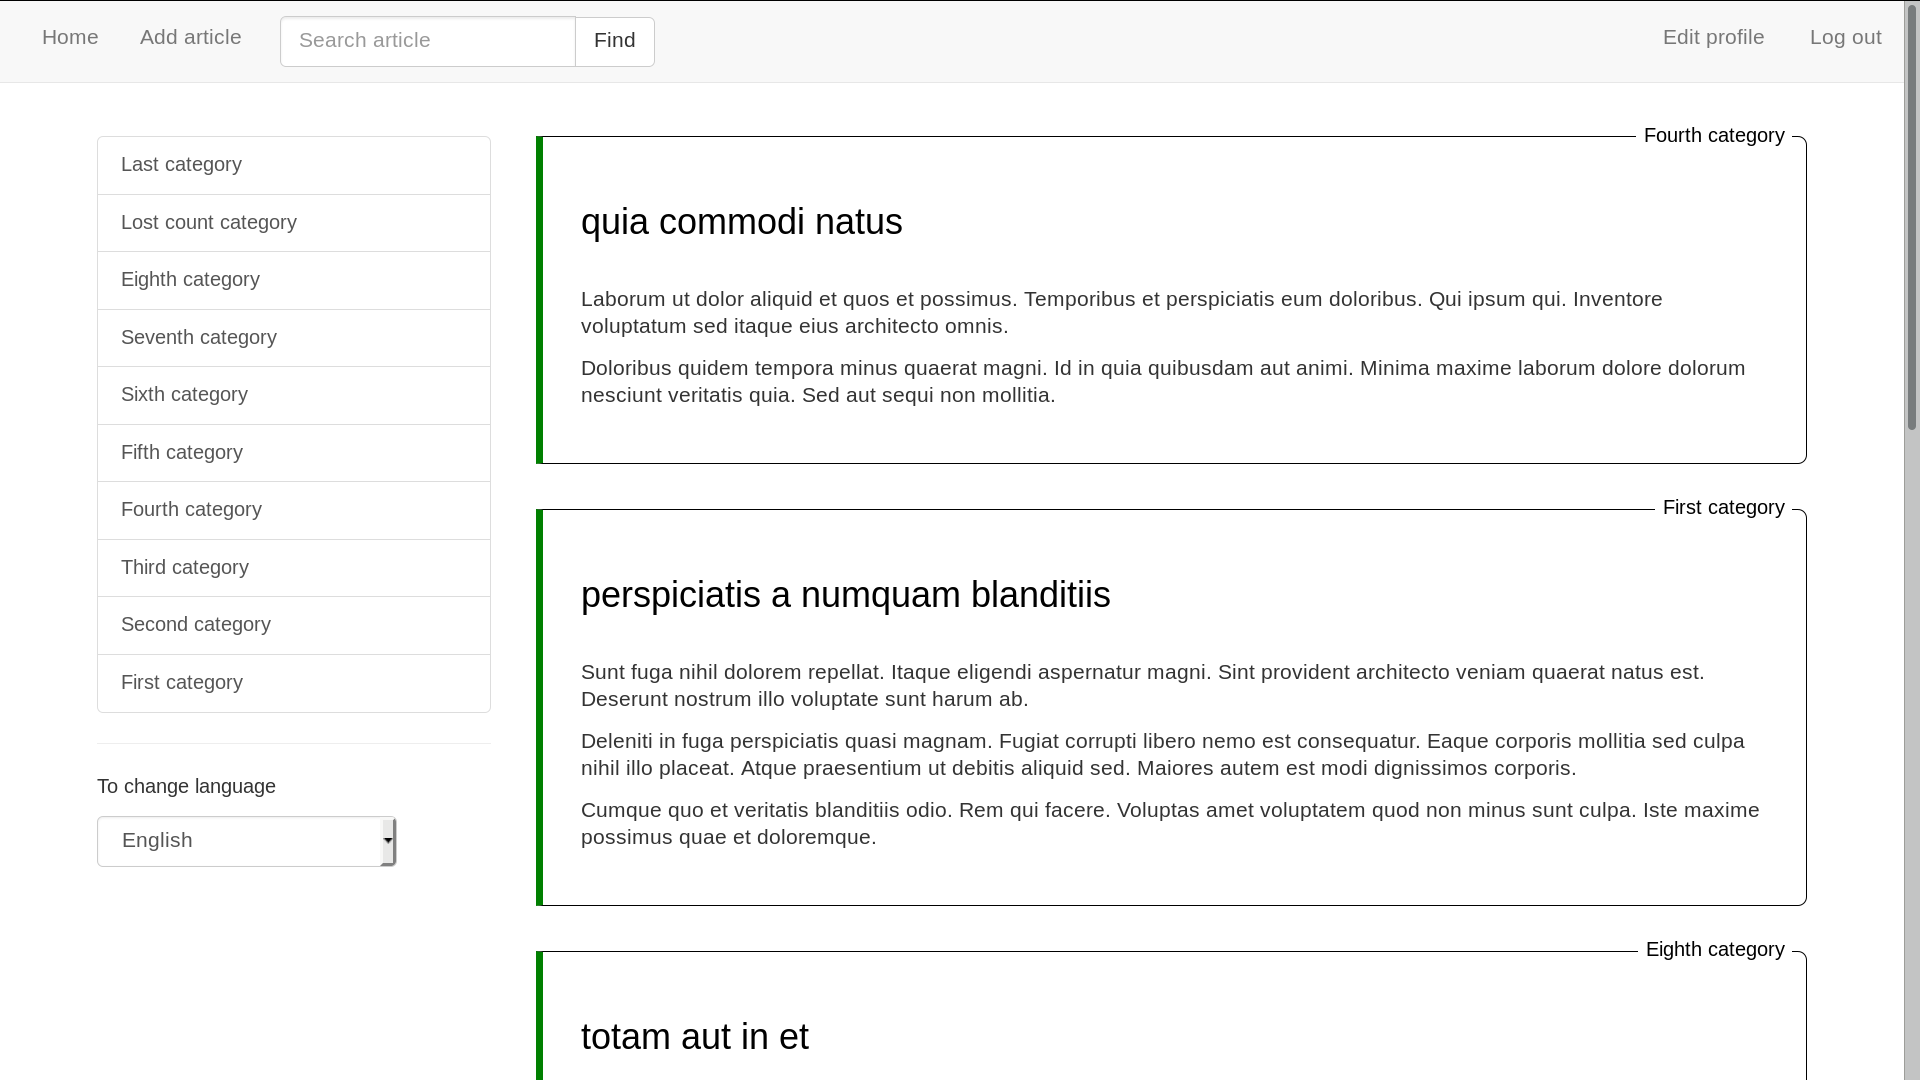 Home
Add article
Search article
Find
Edit profile
Log out
Last category
Lost count category
Eighth category
Seventh category
Sixth category
Fifth category
Fourth category
Third category
Second category
First category
To change language
English
Fourth category
quia commodi natus
Laborum ut dolor aliquid et quos et possimus. Temporibus et perspiciatis eum doloribus. Qui ipsum qui. Inventore
voluptatum sed itaque eius architecto omnis.
Doloribus quidem tempora minus quaerat magni. Id in quia quibusdam aut animi. Minima maxime laborum dolore dolorum
nesciunt veritatis quia. Sed aut sequi non mollitia.
First category
perspiciatis a numquam blanditiis
Sunt fuga nihil dolorem repellat. Itaque eligendi aspernatur magni. Sint provident architecto veniam quaerat natus est.
Deserunt nostrum illo voluptate sunt harum ab.
Deleniti in fuga perspiciatis quasi magnam. Fugiat corrupti libero nemo est consequatur. Eaque corporis mollitia sed culpa
nihil illo placeat. Atque praesentium ut debitis aliquid sed. Maiores autem est modi dignissimos corporis.
Cumque quo et veritatis blanditiis odio. Rem qui facere. Voluptas amet voluptatem quod non minus sunt culpa. Iste maxime
possimus quae et doloremque.
Eighth category
totam aut in et